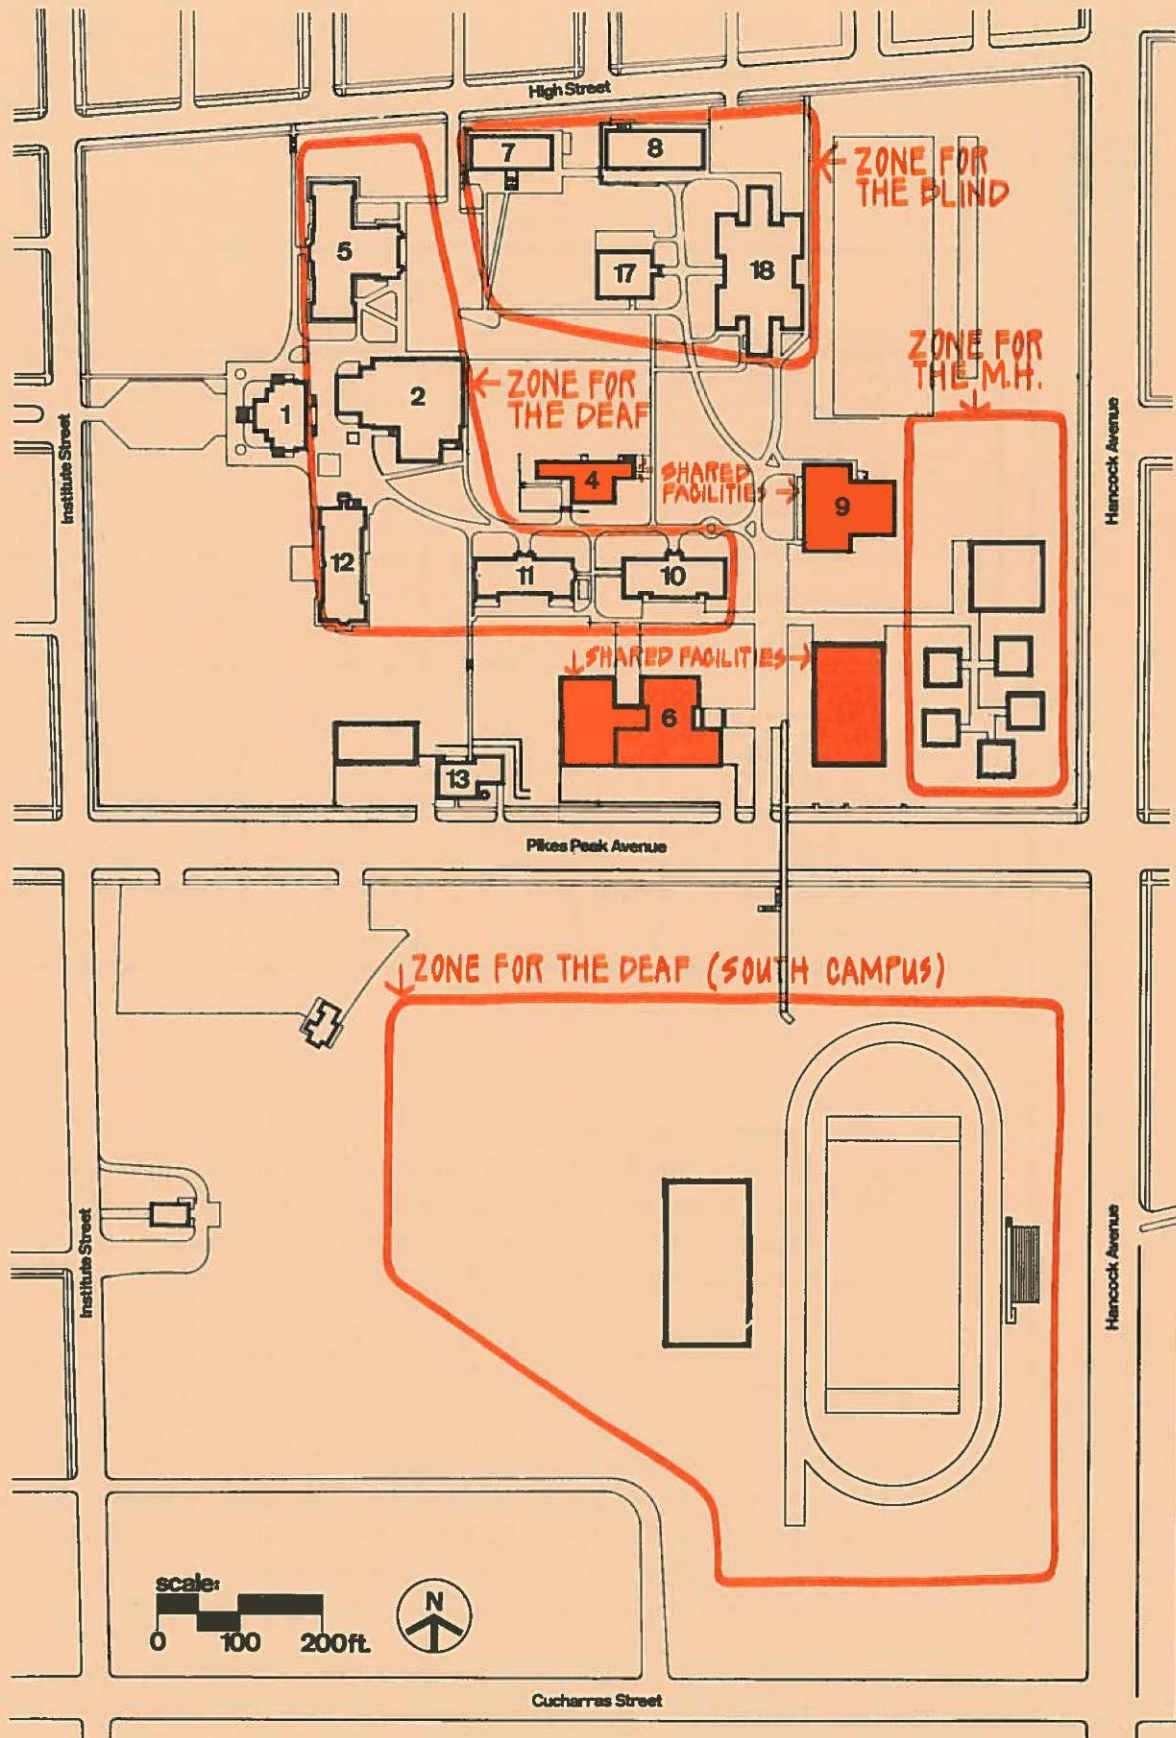 High Street
7
8
← ZONE FOR
THE BLIND
5
17
18
ZONE FOR
THE M.H.
1
2
← ZONE FOR
THE DEAF
Institute Street
Hancock Avenue
4
← SHARED
FACILITIES →
9
12
11
10
↓ SHARED FACILITIES →
6
13
Pikes Peak Avenue
↓ ZONE FOR THE DEAF (SOUTH CAMPUS)
Institute Street
Hancock Avenue
scale:
0 100 200ft.
N
Cucharras Street